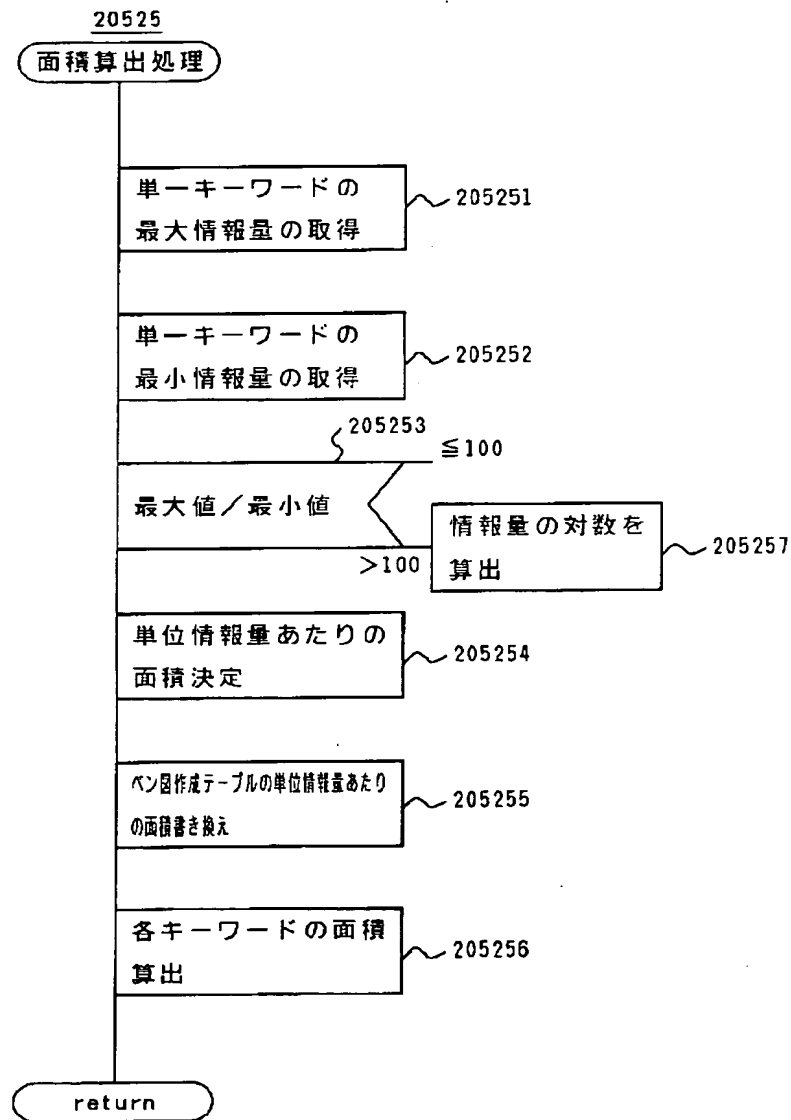 20525
面積算出処理
単一キーワードの
最大情報量の取得
205251
単一キーワードの
最小情報量の取得
205252
205253
≦100
最大値/最小値
>100
情報量の対数を
算出
205257
単位情報量あたりの
面積決定
205254
ベン図作成テーブルの単位情報量あたり
の面積書き換え
205255
各キーワードの面積
算出
205256
return